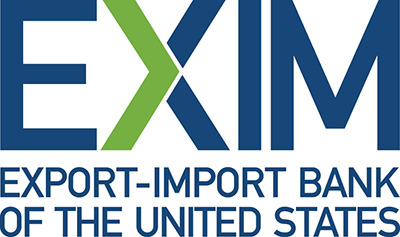 EXIM
EXPORT-IMPORT BANK
OF THE UNITED STATES